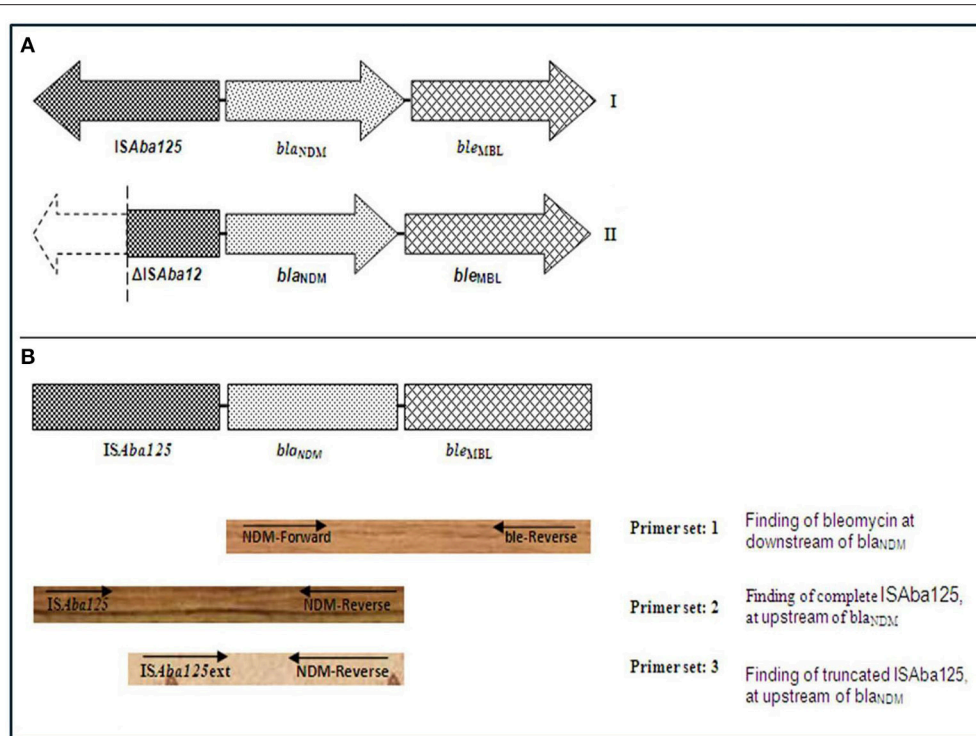 A
I
ISAba125 blaNDM bleMBL
II
ΔISAba12 blaNDM bleMBL
B
ISAba125 blaNDM bleMBL
NDM-Forward ble-Reverse
Primer set: 1
Finding of bleomycin at
downstream of blaNDM
ISAba125 NDM-Reverse
Primer set: 2
Finding of complete ISAba125,
at upstream of blaNDM
ISAba125ext NDM-Reverse
Primer set: 3
Finding of truncated ISAba125,
at upstream of blaNDM